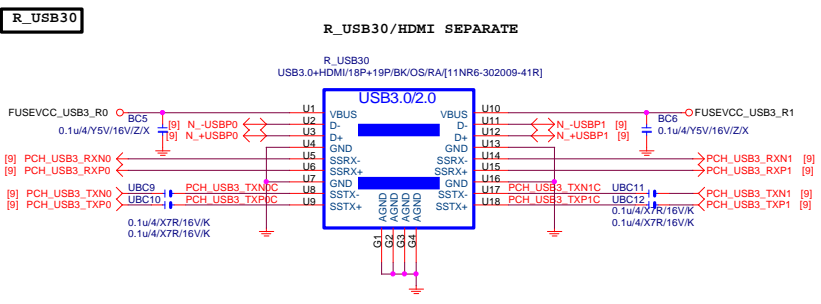 R_USB30
R_USB30/HDMI SEPARATE
R_USB30
USB3.0+HDMI/18P+19P/BK/OS/RA/[11NR6-302009-41R]
USB3.0/2.0
FUSEVCC_USB3_R0 U1 VBUS VBUS U10 FUSEVCC_USB3_R1
BC5 [9] N_-USBP0 U2 D- D- U11 N_-USBP1 [9] BC6
0.1u/4/Y5V/16V/Z/X [9] N_+USBP0 U3 D+ D+ U12 N_+USBP1 [9] 0.1u/4/Y5V/16V/Z/X
U4 GND GND U13
[9] PCH_USB3_RXN0 U5 SSRX- SSRX- U14 PCH_USB3_RXN1 [9]
[9] PCH_USB3_RXP0 U6 SSRX+ SSRX+ U15 PCH_USB3_RXP1 [9]
U7 GND GND U16
[9] PCH_USB3_TXN0 UBC9 PCH_USB3_TXN0C U8 SSTX- SSTX- U17 PCH_USB3_TXN1C UBC11 PCH_USB3_TXN1 [9]
[9] PCH_USB3_TXP0 UBC10 PCH_USB3_TXP0C U9 SSTX+ SSTX+ U18 PCH_USB3_TXP1C UBC12 PCH_USB3_TXP1 [9]
0.1u/4/X7R/16V/K 0.1u/4/X7R/16V/K
0.1u/4/X7R/16V/K 0.1u/4/X7R/16V/K
AGND AGND AGND AGND
G1 G2 G3 G4